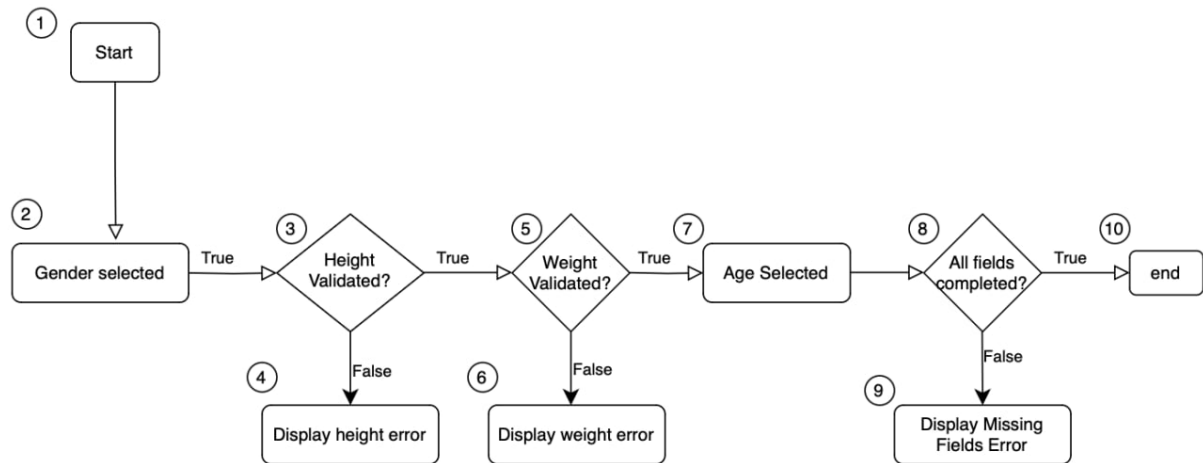 1
Start
2
Gender selected
True
3
Height
Validated?
True
5
Weight
Validated?
True
7
Age Selected
8
All fields
completed?
True
10
end
False
4
Display height error
False
6
Display weight error
False
9
Display Missing
Fields Error